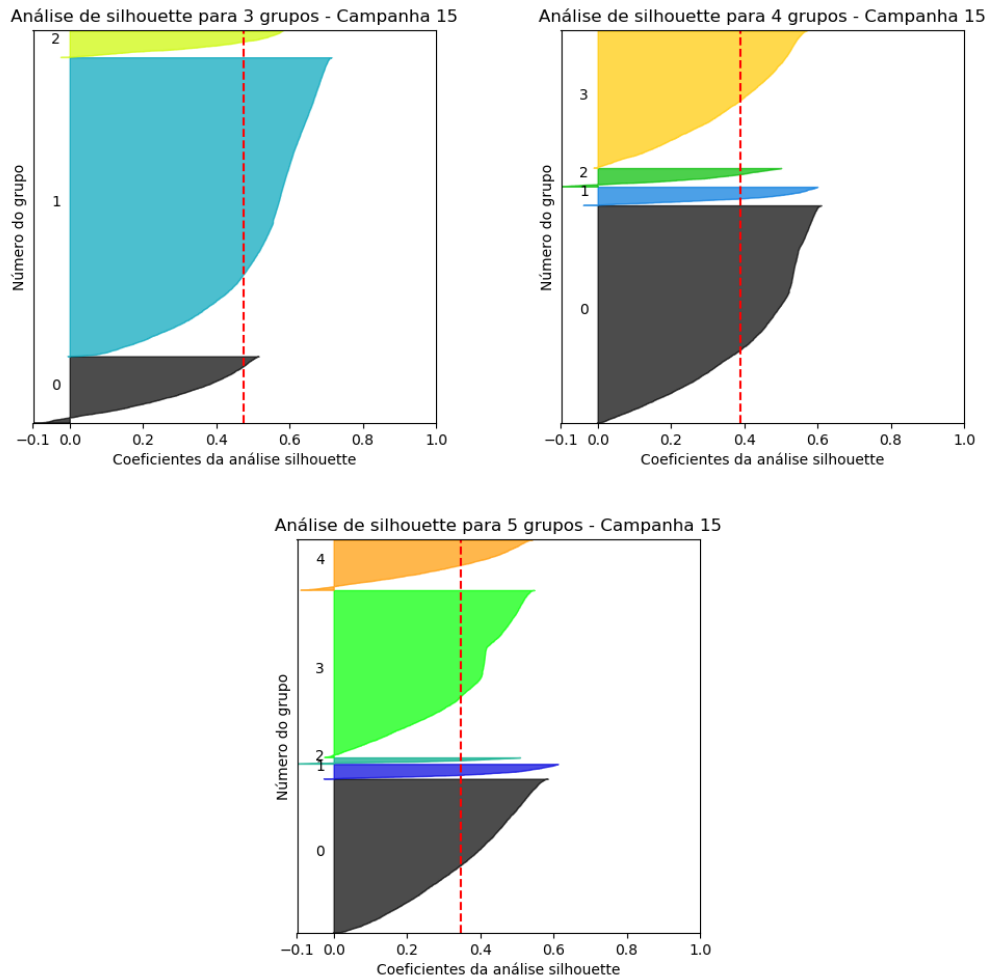 Análise de silhouette para 3 grupos - Campanha 15
Número do grupo
2
1
0
−0.1 0.0 0.2 0.4 0.6 0.8 1.0
Coeficientes da análise silhouette
Análise de silhouette para 4 grupos - Campanha 15
Número do grupo
3
2
1
0
−0.1 0.0 0.2 0.4 0.6 0.8 1.0
Coeficientes da análise silhouette
Análise de silhouette para 5 grupos - Campanha 15
Número do grupo
4
3
2
1
0
−0.1 0.0 0.2 0.4 0.6 0.8 1.0
Coeficientes da análise silhouette